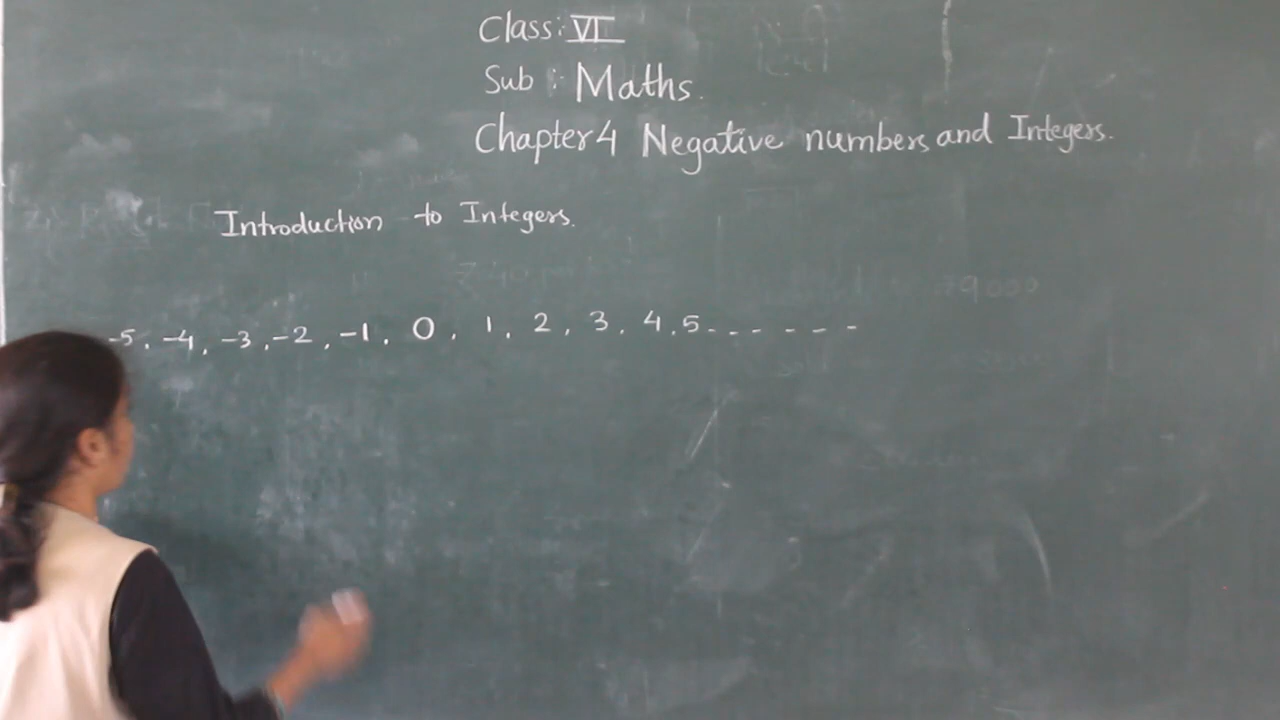 Class: VI
Sub : Maths.
Chapter 4 Negative numbers and Integers.
Introduction to Integers.
-5, -4, -3, -2, -1, 0, 1, 2, 3, 4, 5 - - - - - -